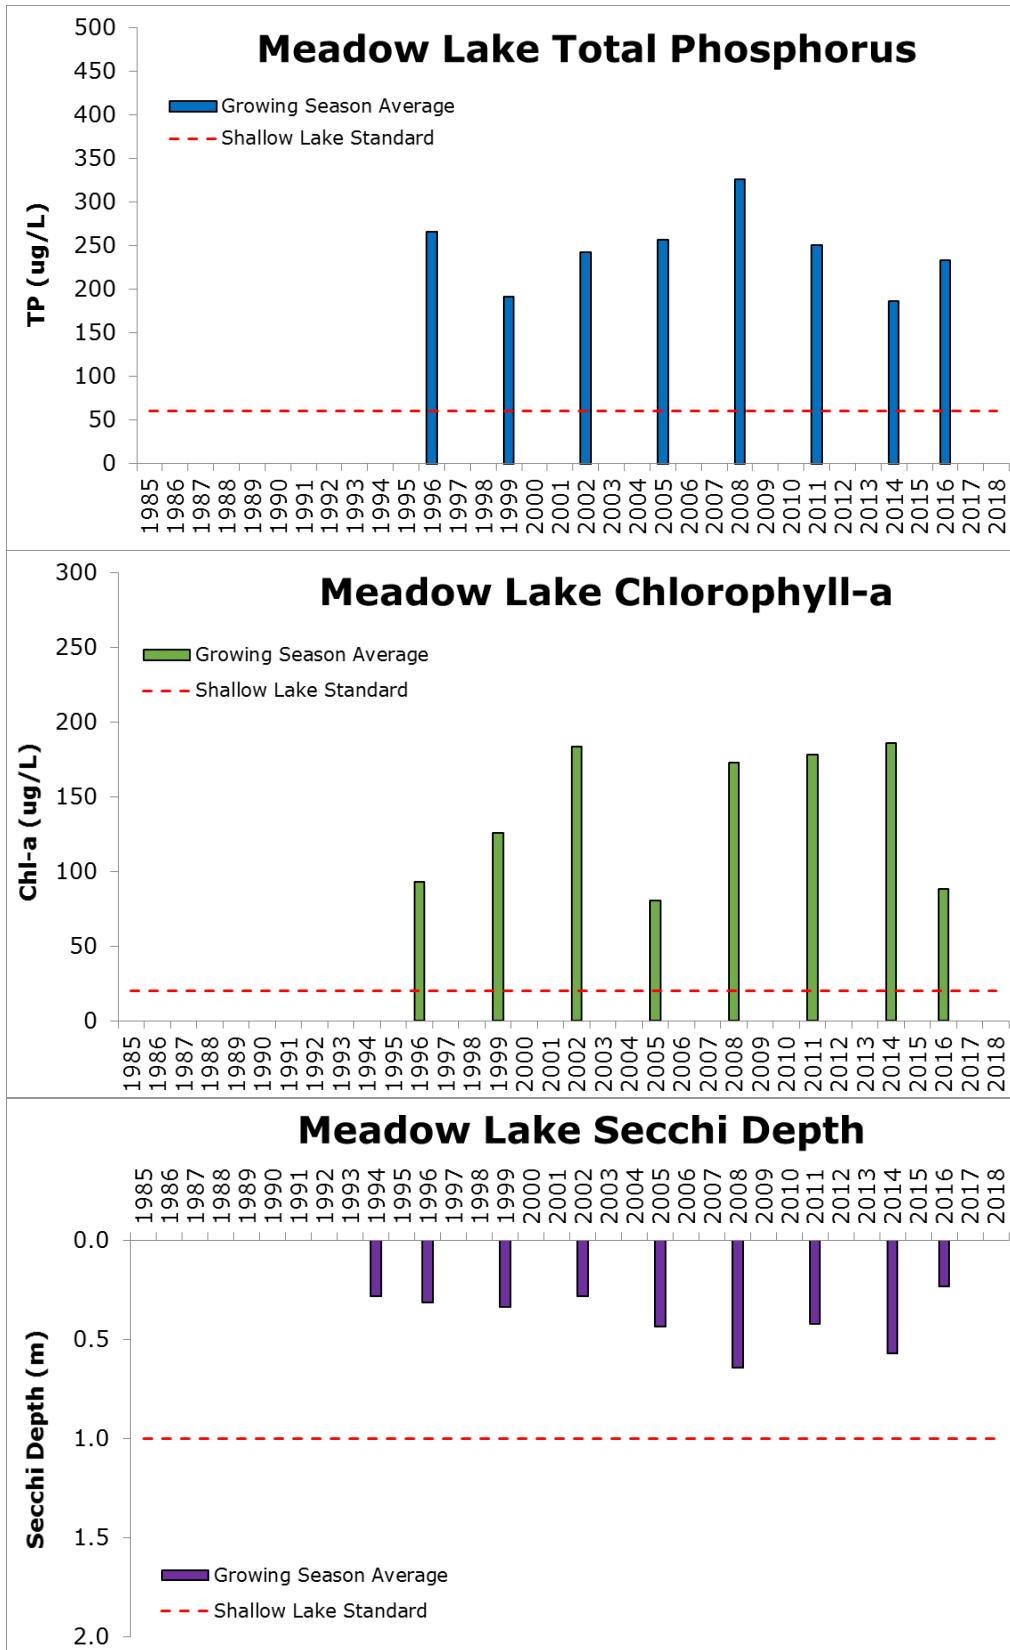 Meadow Lake Total Phosphorus
Growing Season Average
Shallow Lake Standard
TP (ug/L)
500
450
400
350
300
250
200
150
100
50
0
1985 1986 1987 1988 1989 1990 1991 1992 1993 1994 1995 1996 1997 1998 1999 2000 2001 2002 2003 2004 2005 2006 2007 2008 2009 2010 2011 2012 2013 2014 2015 2016 2017 2018
Meadow Lake Chlorophyll-a
Growing Season Average
Shallow Lake Standard
Chl-a (ug/L)
300
250
200
150
100
50
0
1985 1986 1987 1988 1989 1990 1991 1992 1993 1994 1995 1996 1997 1998 1999 2000 2001 2002 2003 2004 2005 2006 2007 2008 2009 2010 2011 2012 2013 2014 2015 2016 2017 2018
Meadow Lake Secchi Depth
1985 1986 1987 1988 1989 1990 1991 1992 1993 1994 1995 1996 1997 1998 1999 2000 2001 2002 2003 2004 2005 2006 2007 2008 2009 2010 2011 2012 2013 2014 2015 2016 2017 2018
Secchi Depth (m)
0.0
0.5
1.0
1.5
2.0
Growing Season Average
Shallow Lake Standard